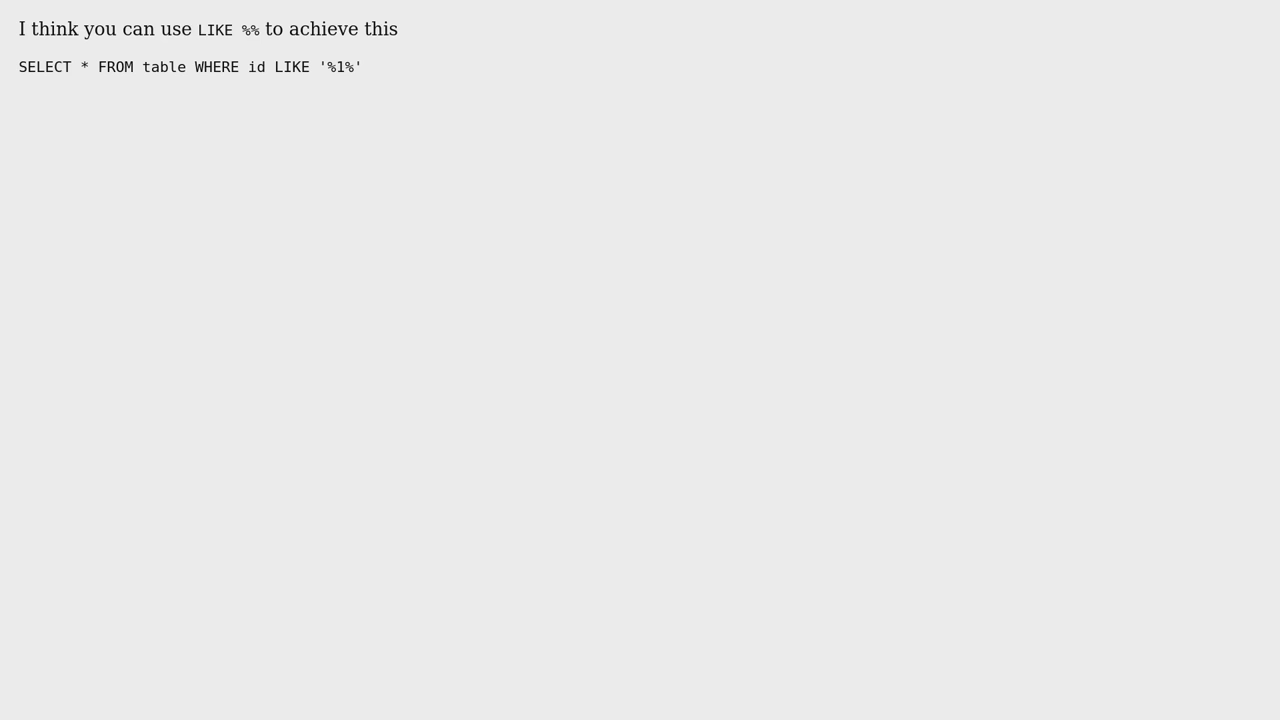 I think you can use LIKE %% to achieve this
SELECT * FROM table WHERE id LIKE '%1%'